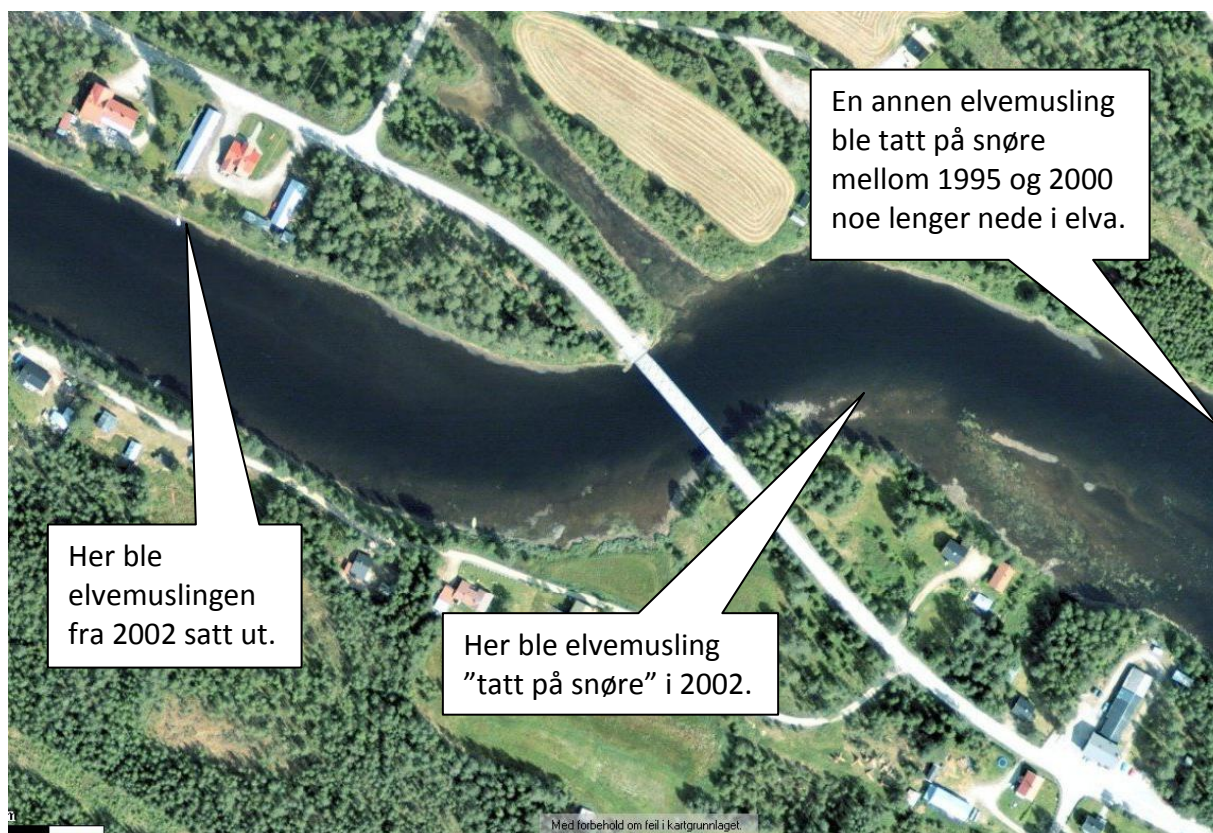 En annen elvemusling
ble tatt på snøre
mellom 1995 og 2000
noe lenger nede i elva.
Her ble
elvemuslingen
fra 2002 satt ut.
Her ble elvemusling
”tatt på snøre” i 2002.
Med forbehold om feil i kartgrunnlaget.